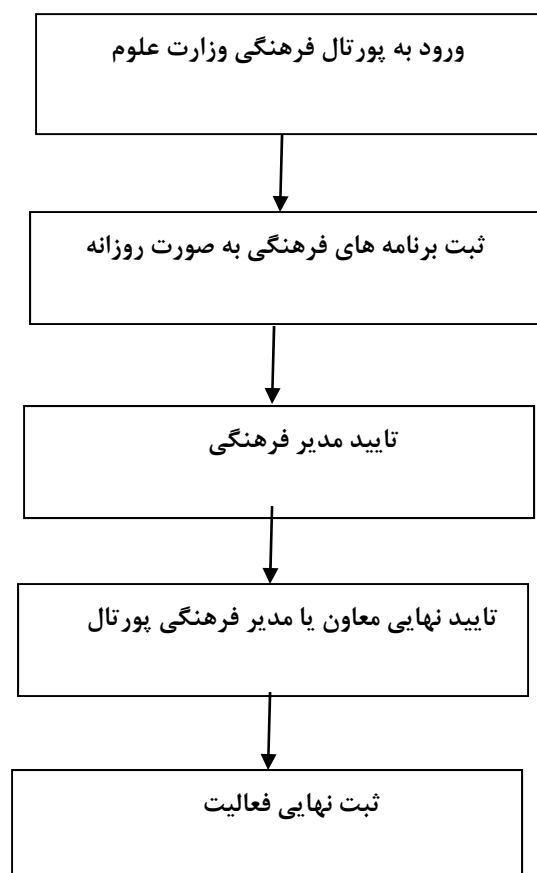 ورود به پورتال فرهنگی وزارت علوم
ثبت برنامه های فرهنگی به صورت روزانه
تایید مدیر فرهنگی
تایید نهایی معاون یا مدیر فرهنگی پورتال
ثبت نهایی فعالیت